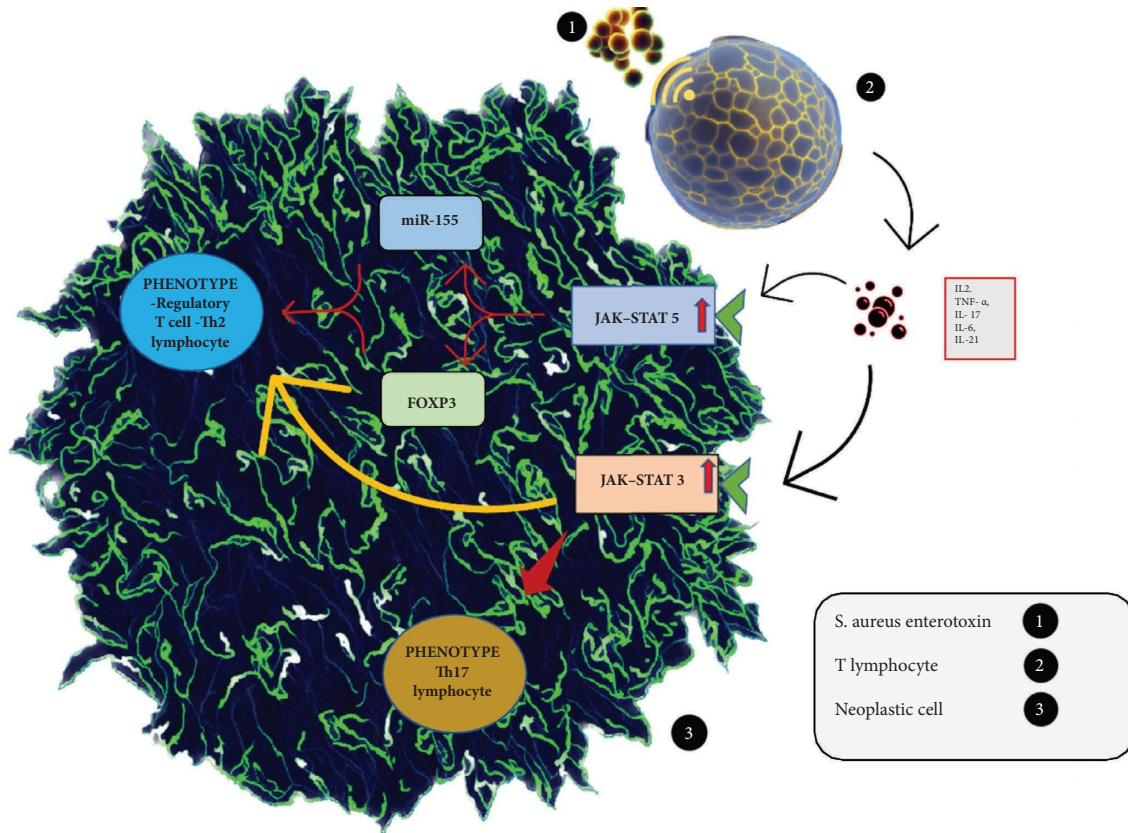 1
2
miR-155
PHENOTYPE
-Regulatory
T cell -Th2
lymphocyte
JAK–STAT 5
IL2.
TNF- α,
IL- 17
IL-6,
IL-21
FOXP3
JAK–STAT 3
PHENOTYPE
Th17
lymphocyte
3
S. aureus enterotoxin 1
T lymphocyte 2
Neoplastic cell 3